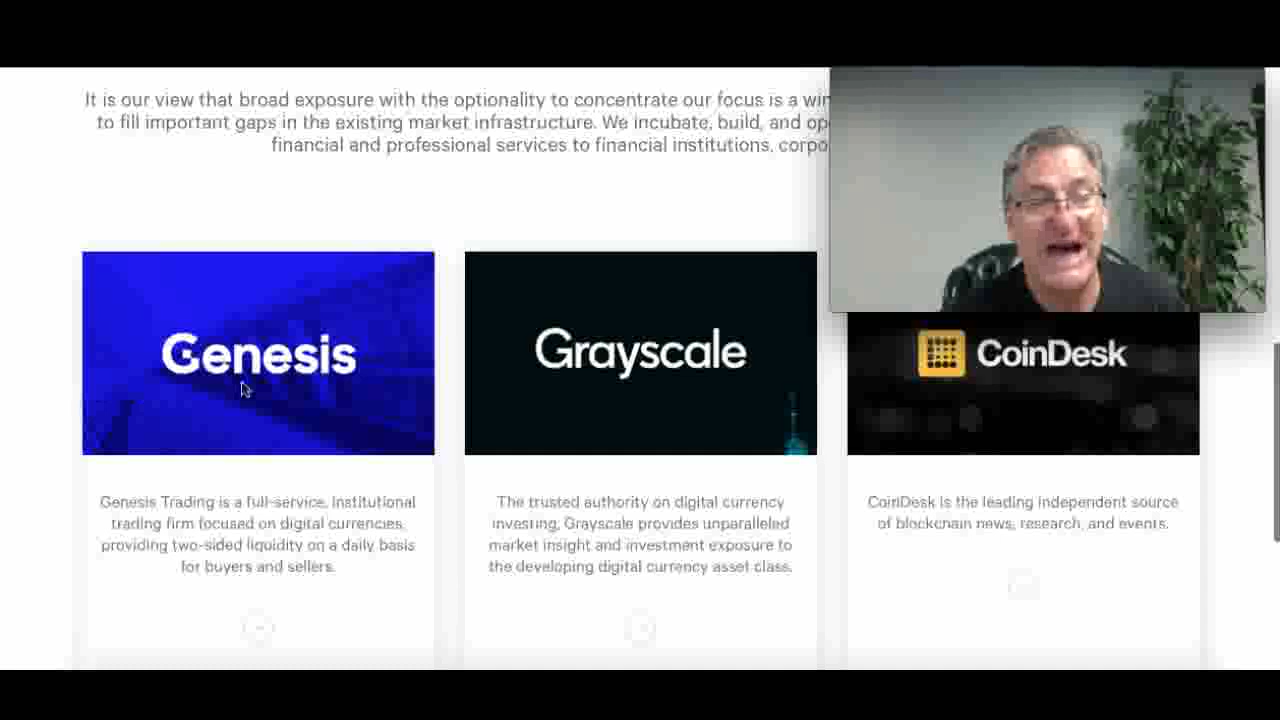 It is our view that broad exposure with the optionality to concentrate our focus is a win
to fill important gaps in the existing market infrastructure. We incubate, build, and ope
financial and professional services to financial institutions, corpo
Genesis
Grayscale
CoinDesk
Genesis Trading is a full-service, institutional
trading firm focused on digital currencies,
providing two-sided liquidity on a daily basis
for buyers and sellers.
The trusted authority on digital currency
investing, Grayscale provides unparalleled
market insight and investment exposure to
the developing digital currency asset class.
CoinDesk is the leading independent source
of blockchain news, research, and events.